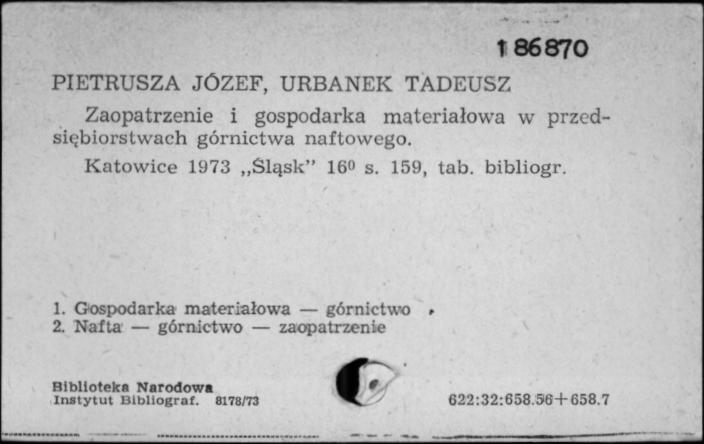 186870
PIETRUSZA JÓZEF, URBANEK TADEUSZ
Zaopatrzenie i gospodarka materiałowa w przed-
siębiorstwach górnictwa naftowego.
Katowice 1973 „Śląsk” 16⁰ s. 159, tab. bibliogr.
1. Gospodarka materiałowa — górnictwo
2. Nafta — górnictwo — zaopatrzenie
Biblioteka Narodowa
Instytut Bibliograf. 8178/73
622:32:658.56+658.7